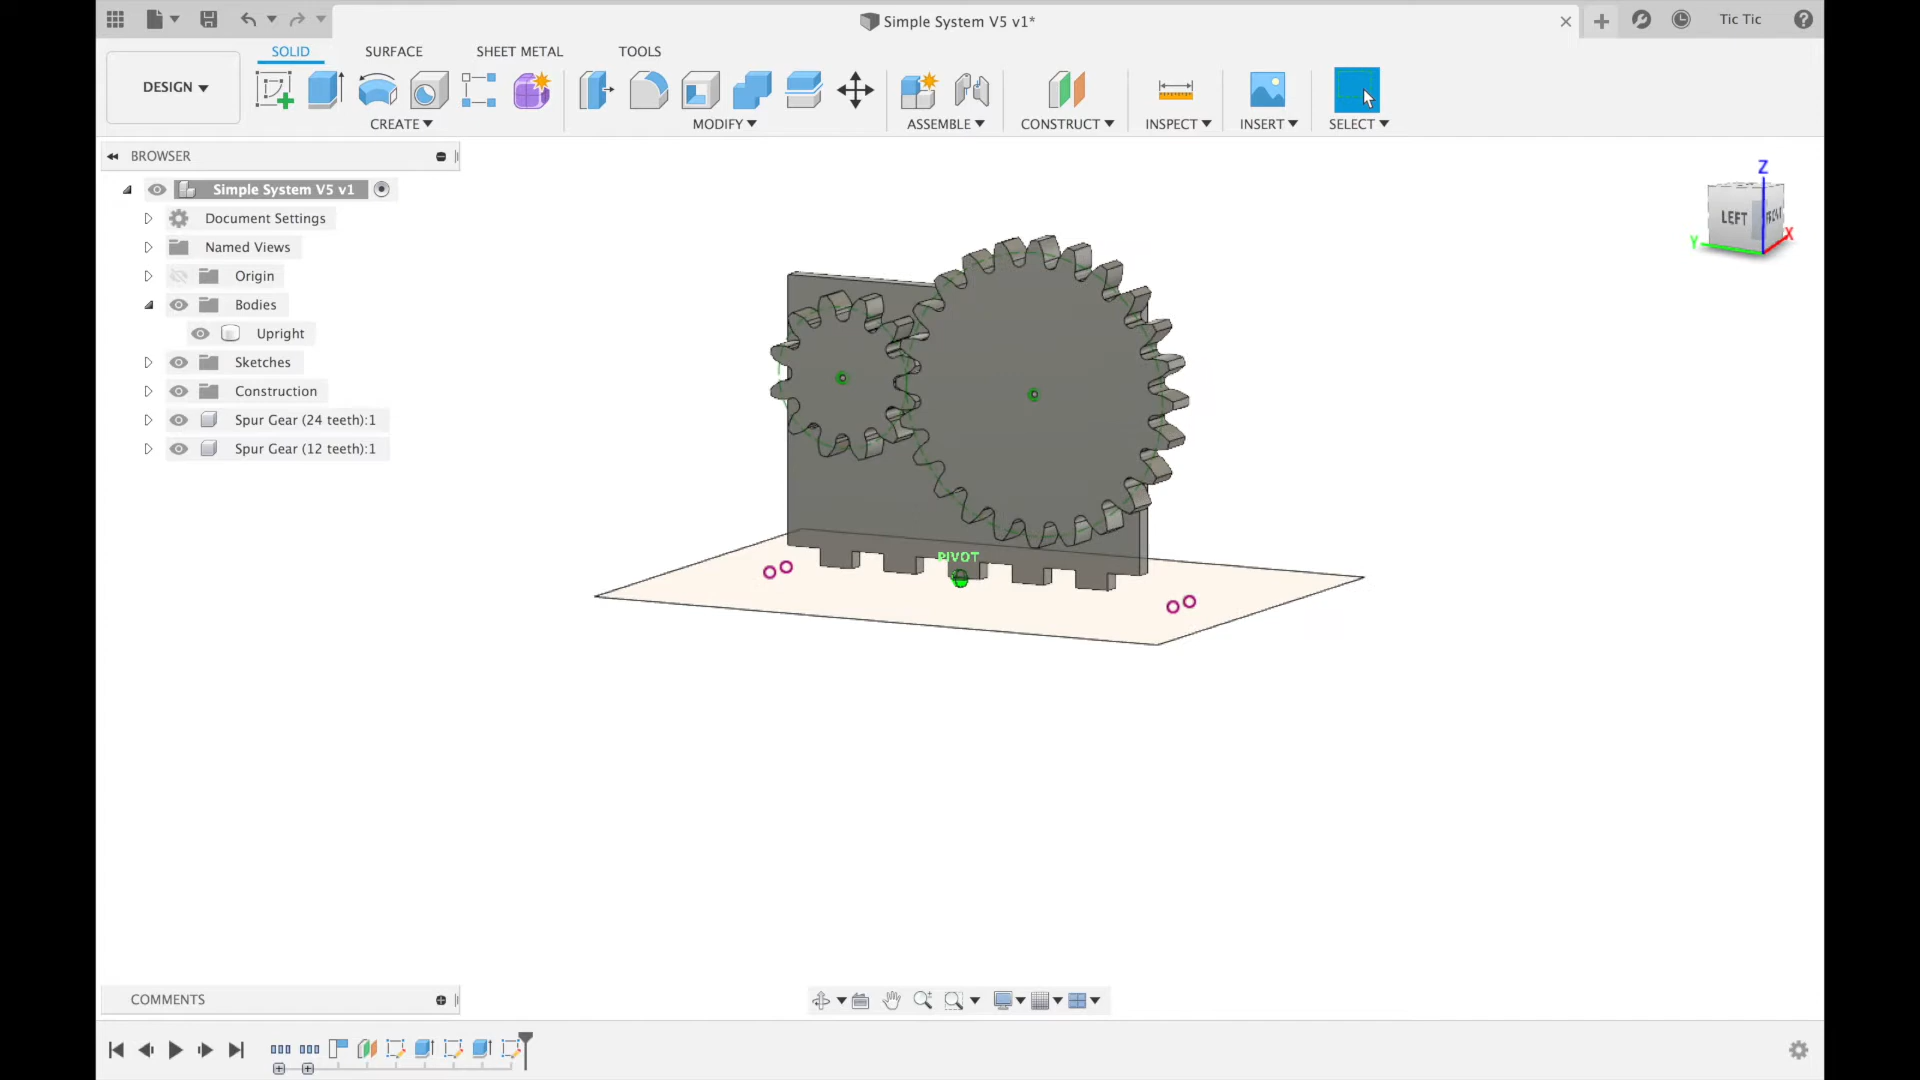 Simple System V5 v1*
Tic Tic
DESIGN
SOLID
SURFACE
SHEET METAL
TOOLS
CREATE
MODIFY
ASSEMBLE
CONSTRUCT
INSPECT
INSERT
SELECT
BROWSER
Simple System V5 v1
Document Settings
Named Views
Origin
Bodies
Upright
Sketches
Construction
Spur Gear (24 teeth):1
Spur Gear (12 teeth):1
Z
LEFT
FRONT
Y
X
PIVOT
COMMENTS